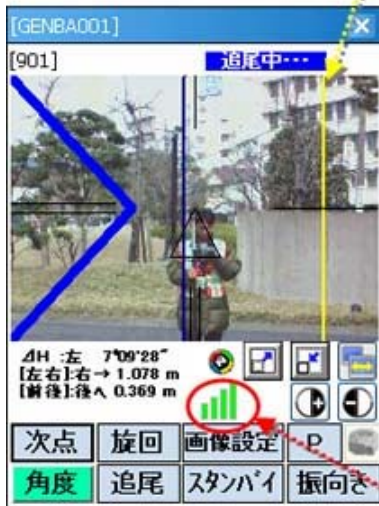 [GENBA001]
[901] 追尾中・・・
⊿H :左 7°09'28"
[左右]:右→ 1.078 m
[前後]:後へ 0.369 m
次点 旋回 画像設定 P
角度 追尾 スタンバイ 振向き